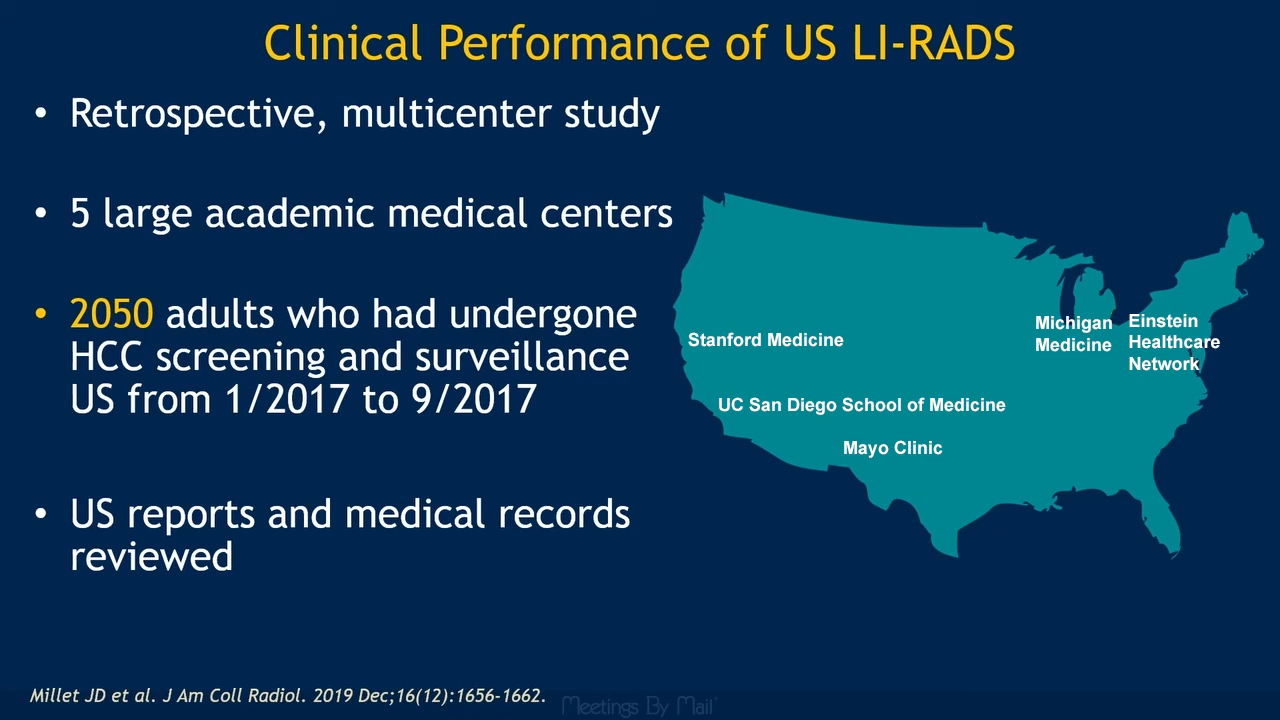 Clinical Performance of US LI-RADS
• Retrospective, multicenter study
• 5 large academic medical centers
• 2050 adults who had undergone
HCC screening and surveillance
US from 1/2017 to 9/2017
• US reports and medical records
reviewed
Stanford Medicine
Michigan
Medicine
Einstein
Healthcare
Network
UC San Diego School of Medicine
Mayo Clinic
Millet JD et al. J Am Coll Radiol. 2019 Dec;16(12):1656-1662.
Meetings By Mail